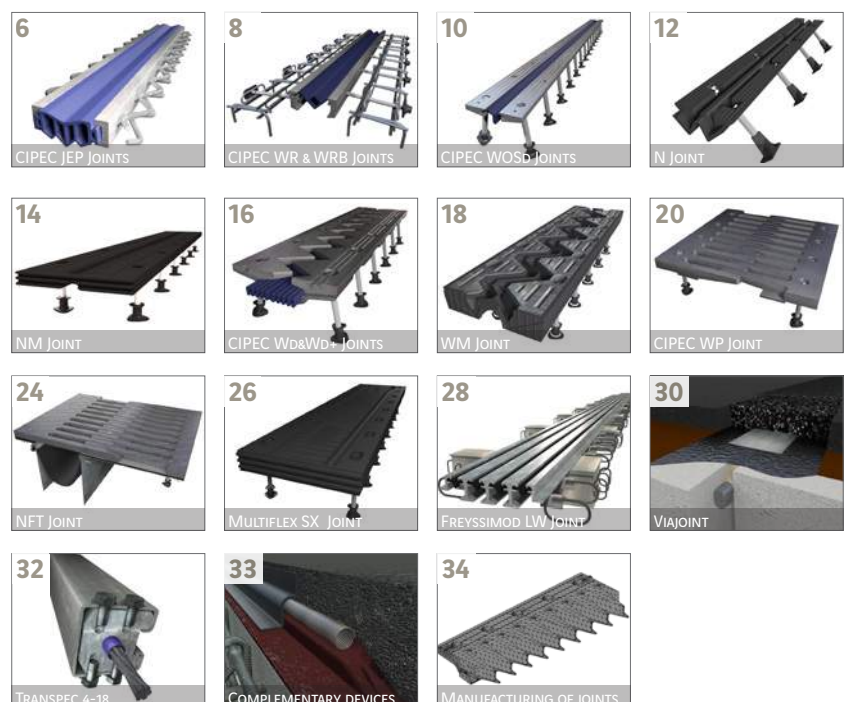 6
CIPEC JEP JOINTS
8
CIPEC WR & WRB JOINTS
10
CIPEC WOSD JOINTS
12
N JOINT
14
NM JOINT
16
CIPEC WD&WD+ JOINTS
18
WM JOINT
20
CIPEC WP JOINT
24
NFT JOINT
26
MULTIFLEX SX JOINT
28
FREYSSIMOD LW JOINT
30
VIAJOINT
32
TRANSPEC 4-18
33
COMPLEMENTARY DEVICES
34
MANUFACTURING OF JOINTS